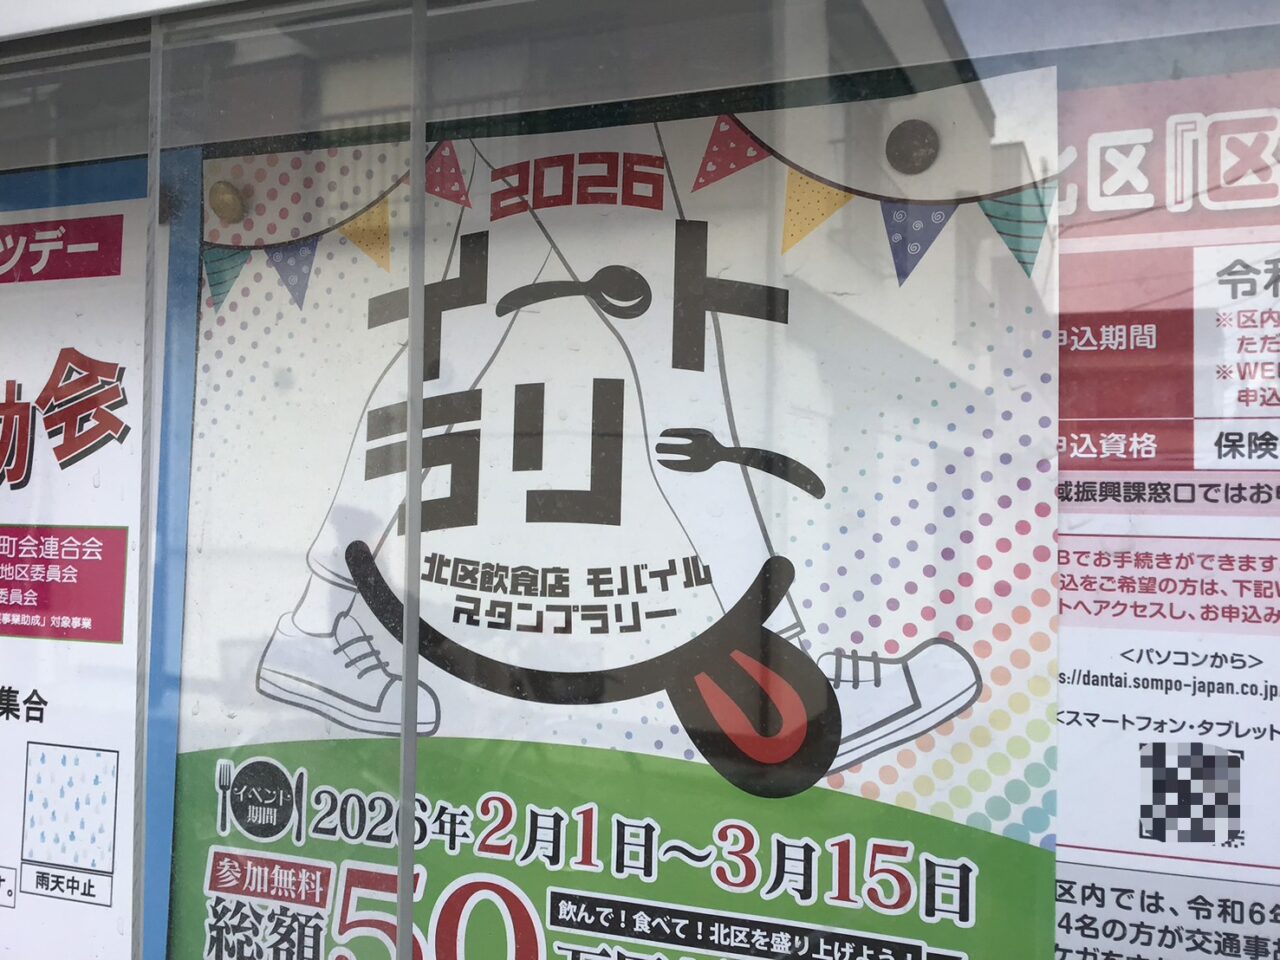 ツデー
会
町会連合会
地区委員会
委員会
事業助成」対象事業
集合
雨天中止
2026
イート
ラリー
北区飲食店 モバイル
スタンプラリー
イベント
期間
2026年2月1日～3月15日
参加無料
総額50
飲んで!食べて!北区を盛り上げよう!
北区
区
申込期間
令和
※区内
ただ
※WE
申込
申込資格
保険
域振興課窓口ではお
Bでお手続きができます
込をご希望の方は、下記
トへアクセスし、お申込み
<パソコンから>
s://dantai.sompo-japan.co.jp
<スマートフォン・タブレット
区内では、令和6年
4名の方が交通事